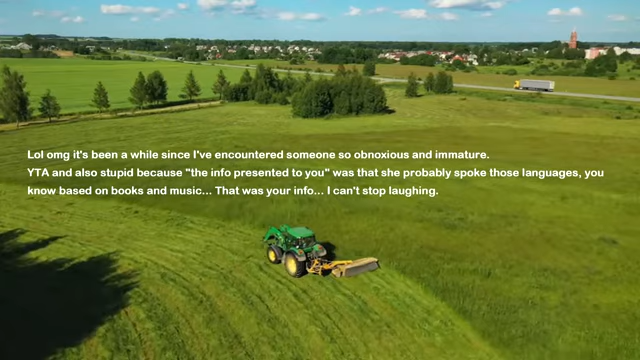 Lol omg it's been a while since I've encountered someone so obnoxious and immature.
YTA and also stupid because "the info presented to you" was that she probably spoke those languages, you
know based on books and music... That was your info... I can't stop laughing.